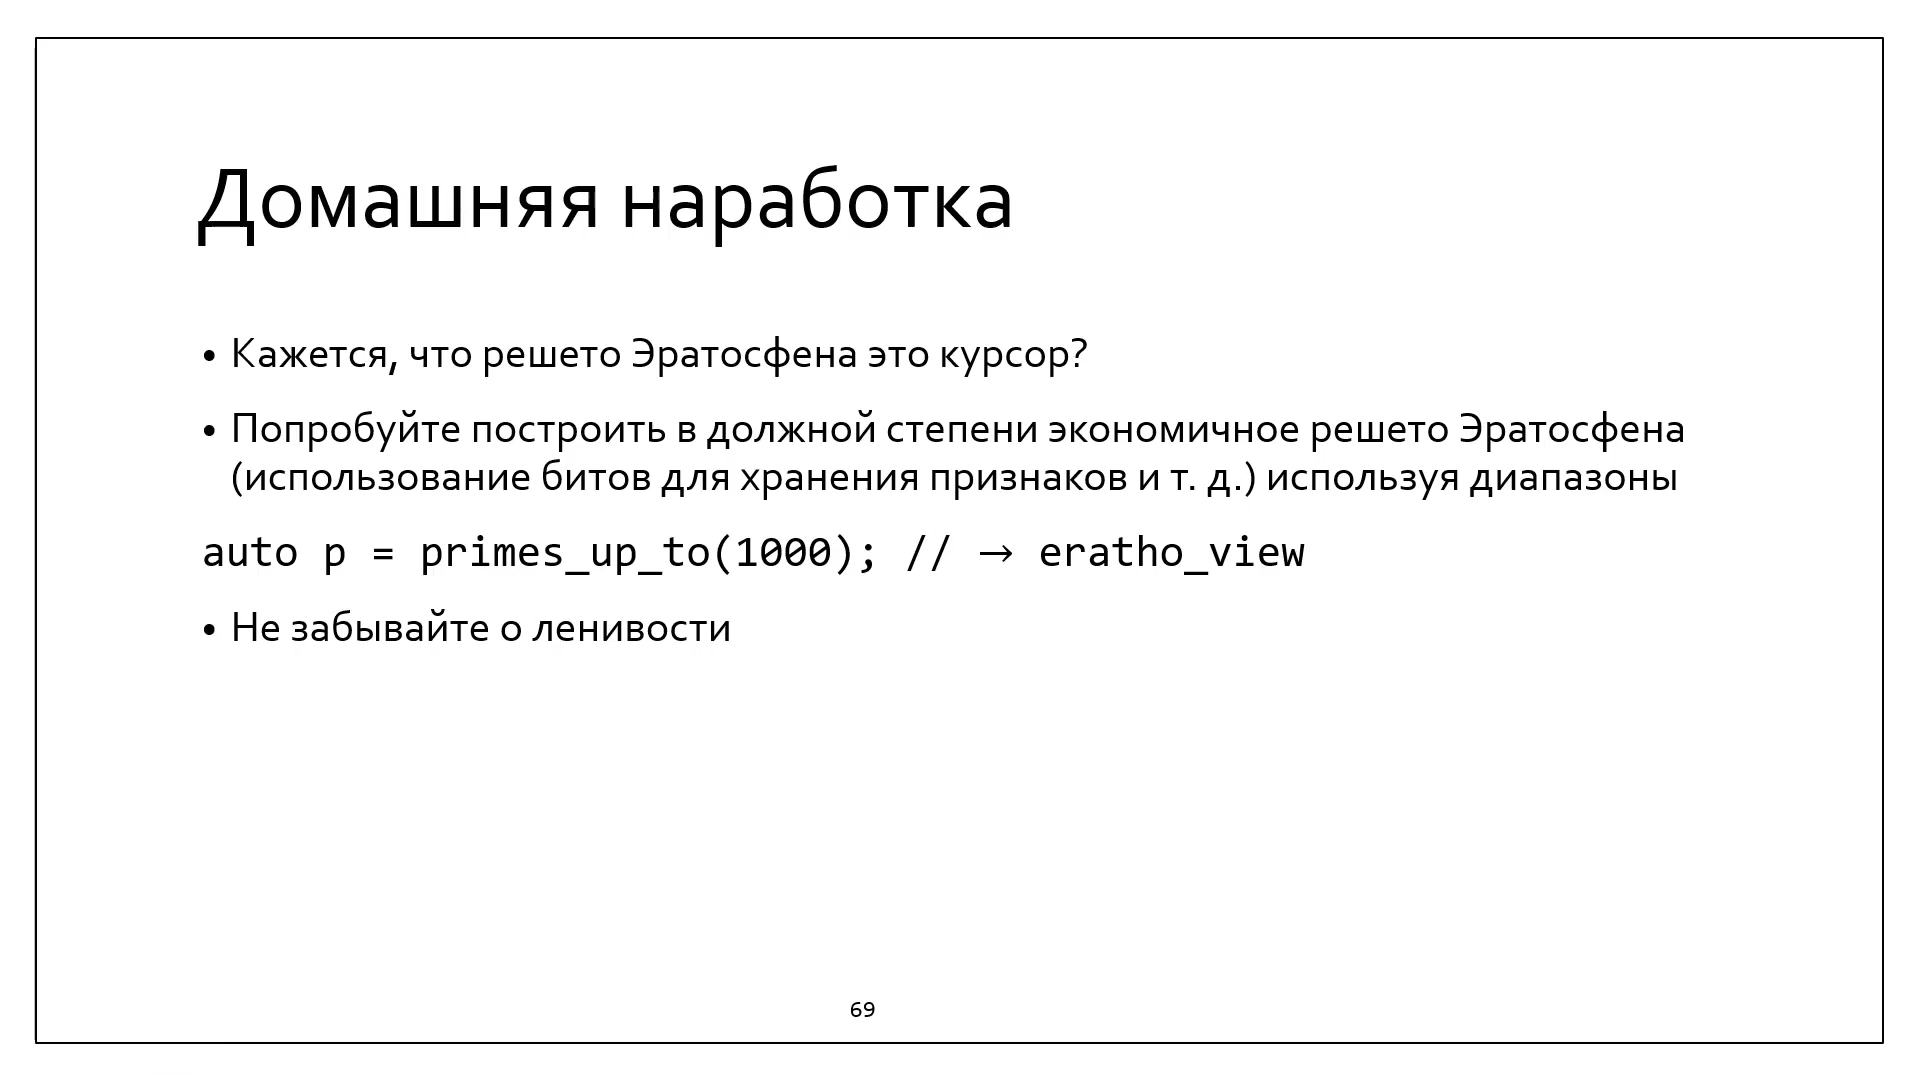 Домашняя наработка
• Кажется, что решето Эратосфена это курсор?
• Попробуйте построить в должной степени экономичное решето Эратосфена
(использование битов для хранения признаков и т. д.) используя диапазоны
auto p = primes_up_to(1000); // → eratho_view
• Не забывайте о ленивости
69